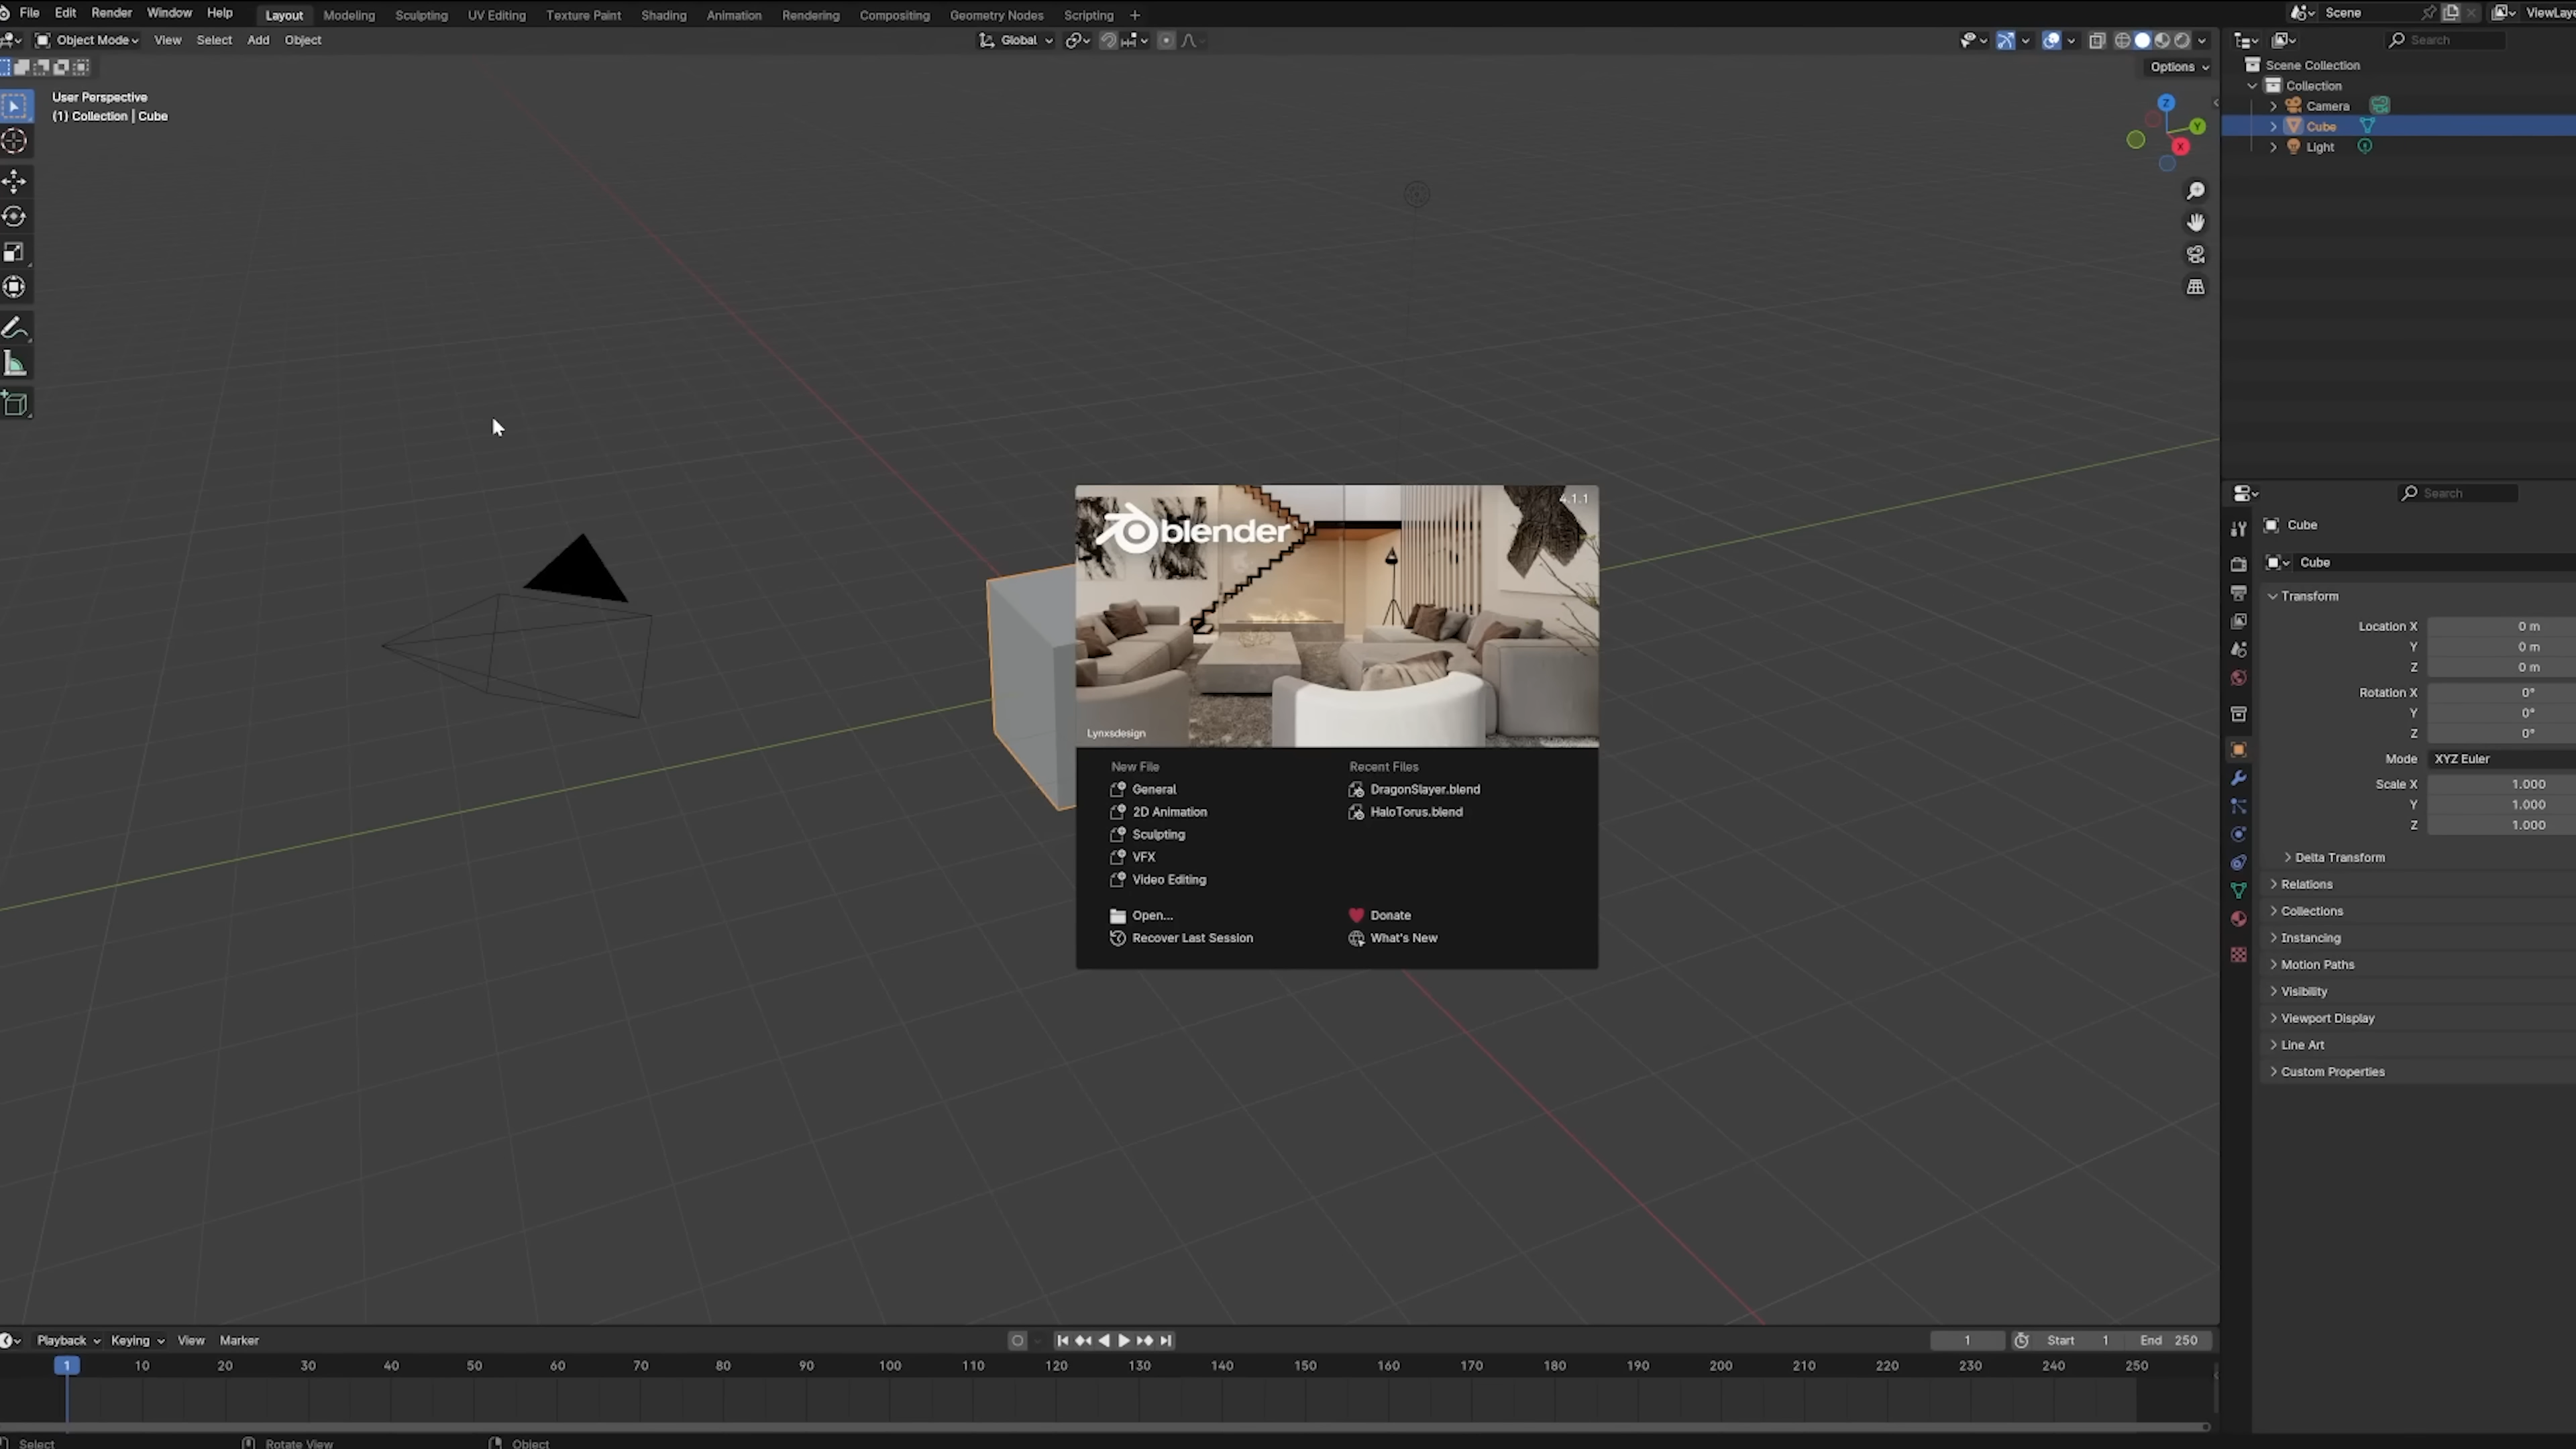 File Edit Render Window Help Layout Modeling Sculpting UV Editing Texture Paint Shading Animation Rendering Compositing Geometry Nodes Scripting + Scene
Object Mode View Select Add Object Global Search
Options
User Perspective
(1) Collection | Cube
Z
Y
X
Scene Collection
Collection
Camera
Cube
Light
blender
4.1.1
Lynxsdesign
New File
General
2D Animation
Sculpting
VFX
Video Editing
Open...
Recover Last Session
Recent Files
DragonSlayer.blend
HaloTorus.blend
Donate
What's New
Search
Cube
Cube
Transform
Location X 0 m
Y 0 m
Z 0 m
Rotation X 0°
Y 0°
Z 0°
Mode XYZ Euler
Scale X 1.000
Y 1.000
Z 1.000
Delta Transform
Relations
Collections
Instancing
Motion Paths
Visibility
Viewport Display
Line Art
Custom Properties
Playback Keying View Marker 1 Start 1 End 250
1 10 20 30 40 50 60 70 80 90 100 110 120 130 140 150 160 170 180 190 200 210 220 230 240 250
Select Rotate View Object